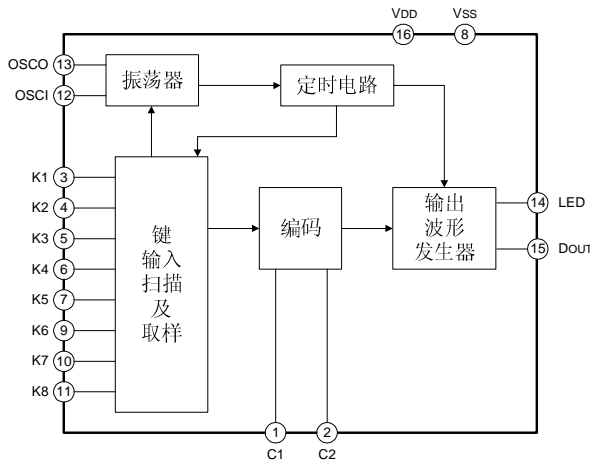 VDD
VSS
16
8
OSCO 13
OSCI 12
振荡器
定时电路
K1 3
K2 4
K3 5
K4 6
K5 7
K6 9
K7 10
K8 11
键
输入
扫描
及
取样
编码
输出
波形
发生器
14 LED
15 DOUT
1
2
C1
C2